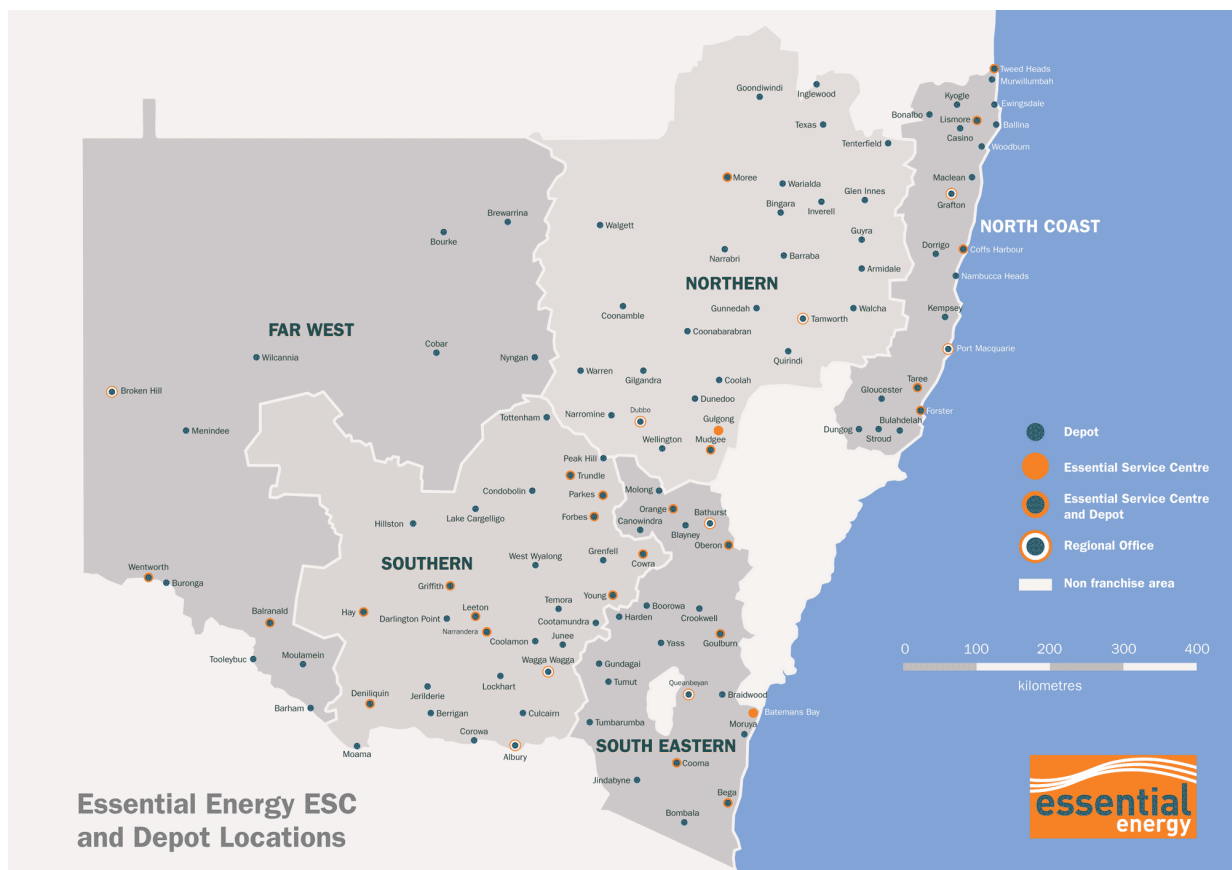 Tweed Heads
Murwillumbah
Goondiwindi
Inglewood
Kyogle
Ewingsdale
Bonalbo
Lismore
Texas
Casino
Ballina
Tenterfield
Woodburn
Moree
Warialda
Maclean
Glen Innes
Bingara
Inverell
Grafton
Brewarrina
Walgett
NORTH COAST
Bourke
Guyra
Dorrigo
Coffs Harbour
Narrabri
Barraba
Armidale
Nambucca Heads
NORTHERN
Coonamble
Gunnedah
Walcha
Kempsey
Tamworth
FAR WEST
Coonabarabran
Cobar
Port Macquarie
Wilcannia
Nyngan
Quirindi
Warren
Gilgandra
Coolah
Taree
Broken Hill
Gloucester
Dunedoo
Forster
Dubbo
Narromine
Tottenham
Gulgong
Bulahdelah
Menindee
Dungog
Stroud
Depot
Wellington
Mudgee
Peak Hill
Essential Service Centre
Trundle
Condobolin
Parkes
Molong
Essential Service Centre
and Depot
Orange
Bathurst
Lake Cargelligo
Forbes
Hillston
Canowindra
Blayney
Oberon
Regional Office
West Wyalong
Grenfell
Cowra
SOUTHERN
Wentworth
Buronga
Griffith
Non franchise area
Young
Temora
Boorowa
Leeton
Hay
Darlington Point
Balranald
Cootamundra
Harden
Crookwell
Narrandera
Junee
Coolamon
Yass
Goulburn
0 100 200 300 400
kilometres
Tooleybuc
Moulamein
Wagga Wagga
Gundagai
Lockhart
Tumut
Queanbeyan
Jerilderie
Deniliquin
Braidwood
Barham
Berrigan
Culcairn
Batemans Bay
Tumbarumba
Moruya
Corowa
SOUTH EASTERN
Moama
Albury
Cooma
Jindabyne
Bega
Bombala
Essential Energy ESC
and Depot Locations
essential
energy